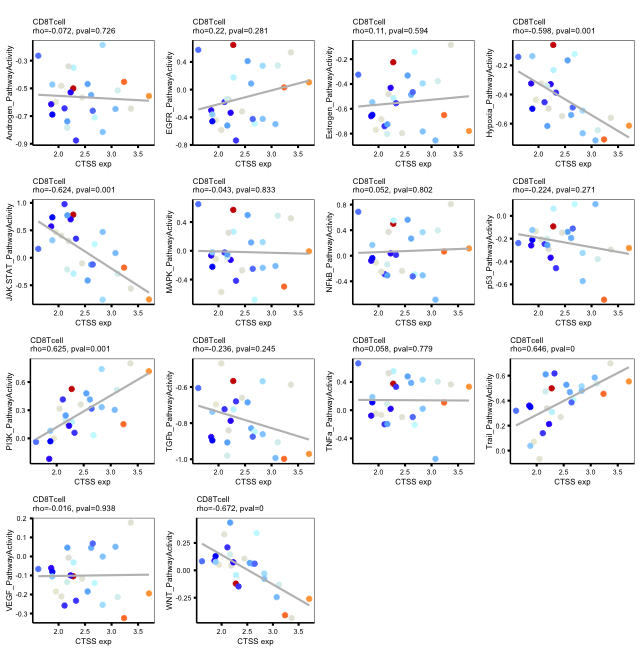 CD8Tcell
rho=-0.072, pval=0.726
Androgen_PathwayActivity
-0.3
-0.5
-0.7
-0.9
2.0 2.5 3.0 3.5
CTSS exp
CD8Tcell
rho=0.22, pval=0.281
EGFR_PathwayActivity
0.6
0.3
0.0
-0.3
-0.6
2.0 2.5 3.0 3.5
CTSS exp
CD8Tcell
rho=0.11, pval=0.594
Estrogen_PathwayActivity
-0.2
-0.4
-0.6
-0.8
2.0 2.5 3.0 3.5
CTSS exp
CD8Tcell
rho=-0.598, pval=0.001
Hypoxia_PathwayActivity
-0.2
-0.4
-0.6
2.0 2.5 3.0 3.5
CTSS exp
CD8Tcell
rho=-0.624, pval=0.001
JAK.STAT_PathwayActivity
1.0
0.5
0.0
-0.5
2.0 2.5 3.0 3.5
CTSS exp
CD8Tcell
rho=-0.043, pval=0.833
MAPK_PathwayActivity
0.4
0.0
-0.4
2.0 2.5 3.0 3.5
CTSS exp
CD8Tcell
rho=0.052, pval=0.802
NFkB_PathwayActivity
0.8
0.4
0.0
-0.4
2.0 2.5 3.0 3.5
CTSS exp
CD8Tcell
rho=-0.224, pval=0.271
p53_PathwayActivity
0.0
-0.2
-0.4
-0.6
2.0 2.5 3.0 3.5
CTSS exp
CD8Tcell
rho=0.625, pval=0.001
PI3K_PathwayActivity
0.6
0.3
0.0
2.0 2.5 3.0 3.5
CTSS exp
CD8Tcell
rho=-0.236, pval=0.245
TGFb_PathwayActivity
-0.6
-0.8
-1.0
2.0 2.5 3.0 3.5
CTSS exp
CD8Tcell
rho=0.058, pval=0.779
TNFa_PathwayActivity
0.4
0.0
-0.4
2.0 2.5 3.0 3.5
CTSS exp
CD8Tcell
rho=0.646, pval=0
Trail_PathwayActivity
0.6
0.4
0.2
0.0
2.0 2.5 3.0 3.5
CTSS exp
CD8Tcell
rho=-0.016, pval=0.938
VEGF_PathwayActivity
0.2
0.1
0.0
-0.1
-0.2
-0.3
2.0 2.5 3.0 3.5
CTSS exp
CD8Tcell
rho=-0.672, pval=0
WNT_PathwayActivity
0.25
0.00
-0.25
2.0 2.5 3.0 3.5
CTSS exp